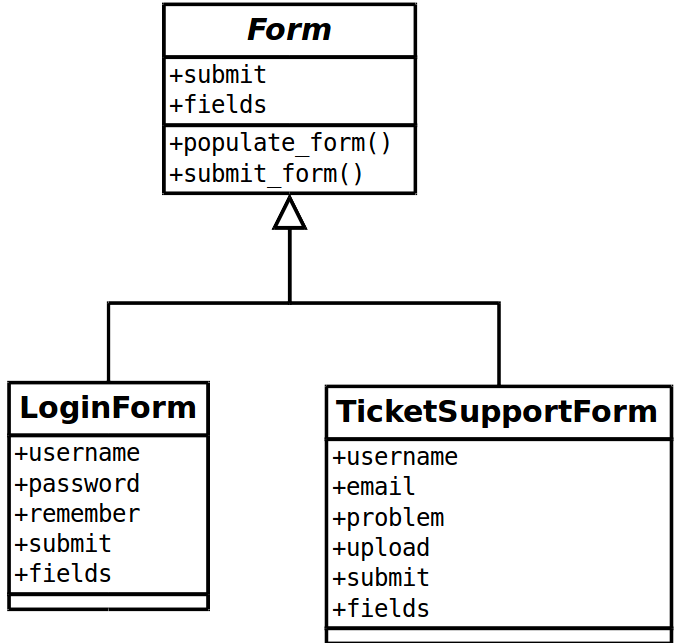 Form
+submit
+fields
+populate_form()
+submit_form()
LoginForm
+username
+password
+remember
+submit
+fields
TicketSupportForm
+username
+email
+problem
+upload
+submit
+fields